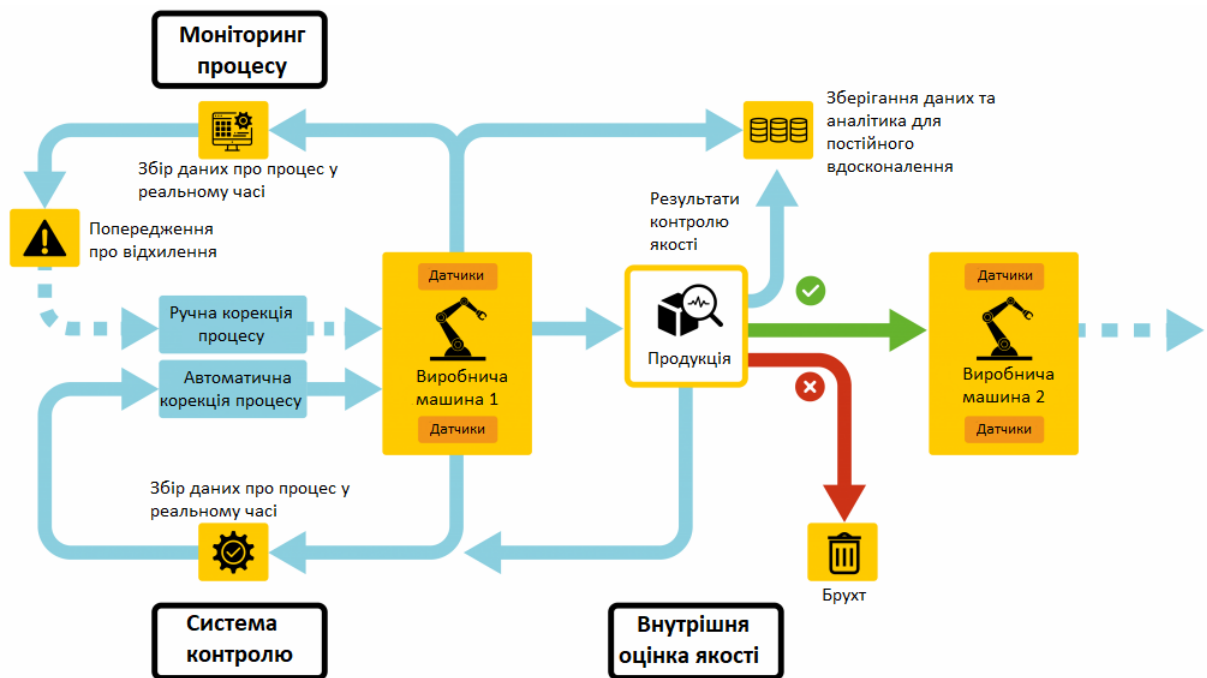 Моніторинг
процесу
Зберігання даних та
аналітика для
постійного
вдосконалення
Збір даних про процес у
реальному часі
Результати
контролю
якості
Попередження
про відхилення
Датчики
Датчики
Ручна корекція
процесу
Автоматична
корекція процесу
Виробнича
машина 1
Продукція
Виробнича
машина 2
Датчики
Датчики
Збір даних про процес у
реальному часі
Брухт
Система
контролю
Внутрішня
оцінка якості